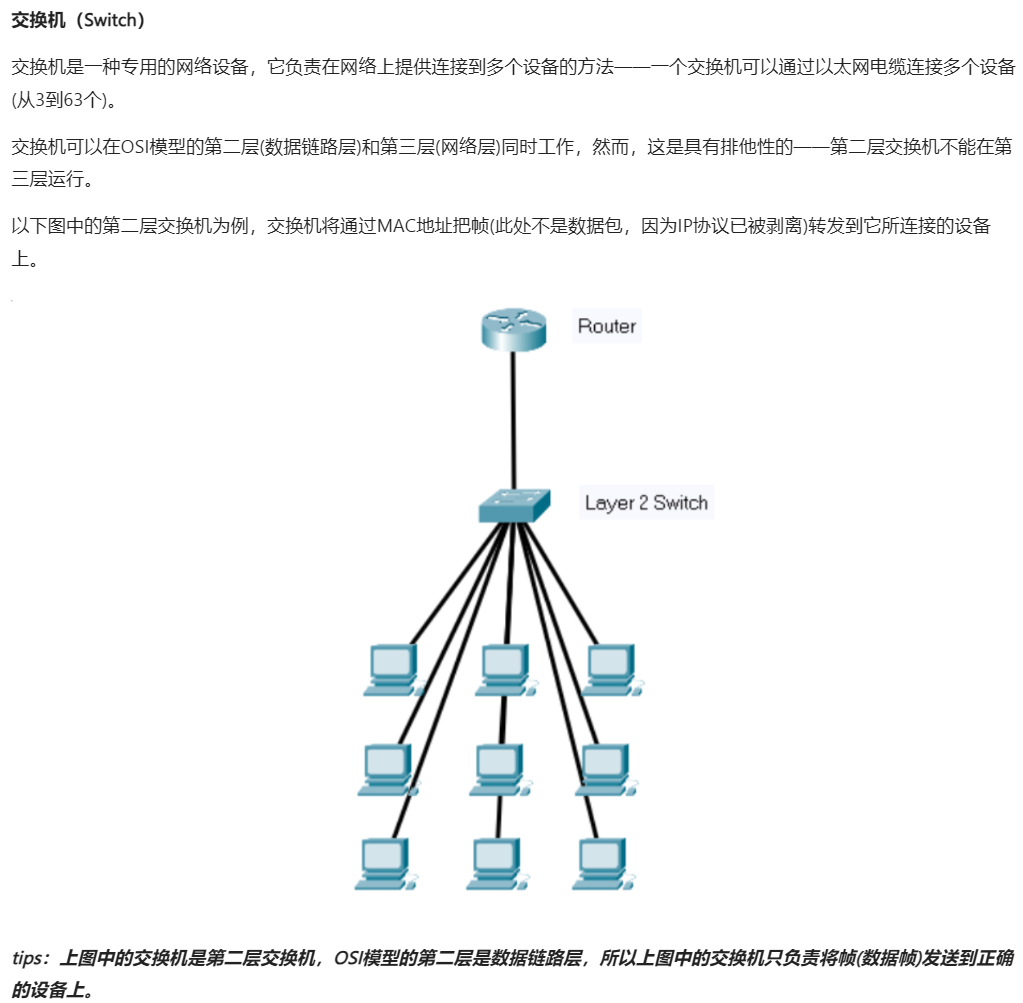 交换机（Switch）
交换机是一种专用的网络设备，它负责在网络上提供连接到多个设备的方法——一个交换机可以通过以太网电缆连接多个设备
(从3到63个)。
交换机可以在OSI模型的第二层(数据链路层)和第三层(网络层)同时工作，然而，这是具有排他性的——第二层交换机不能在第
三层运行。
以下图中的第二层交换机为例，交换机将通过MAC地址把帧(此处不是数据包，因为IP协议已被剥离)转发到它所连接的设备
上。
Router
Layer 2 Switch
tips：上图中的交换机是第二层交换机，OSI模型的第二层是数据链路层，所以上图中的交换机只负责将帧(数据帧)发送到正确
的设备上。